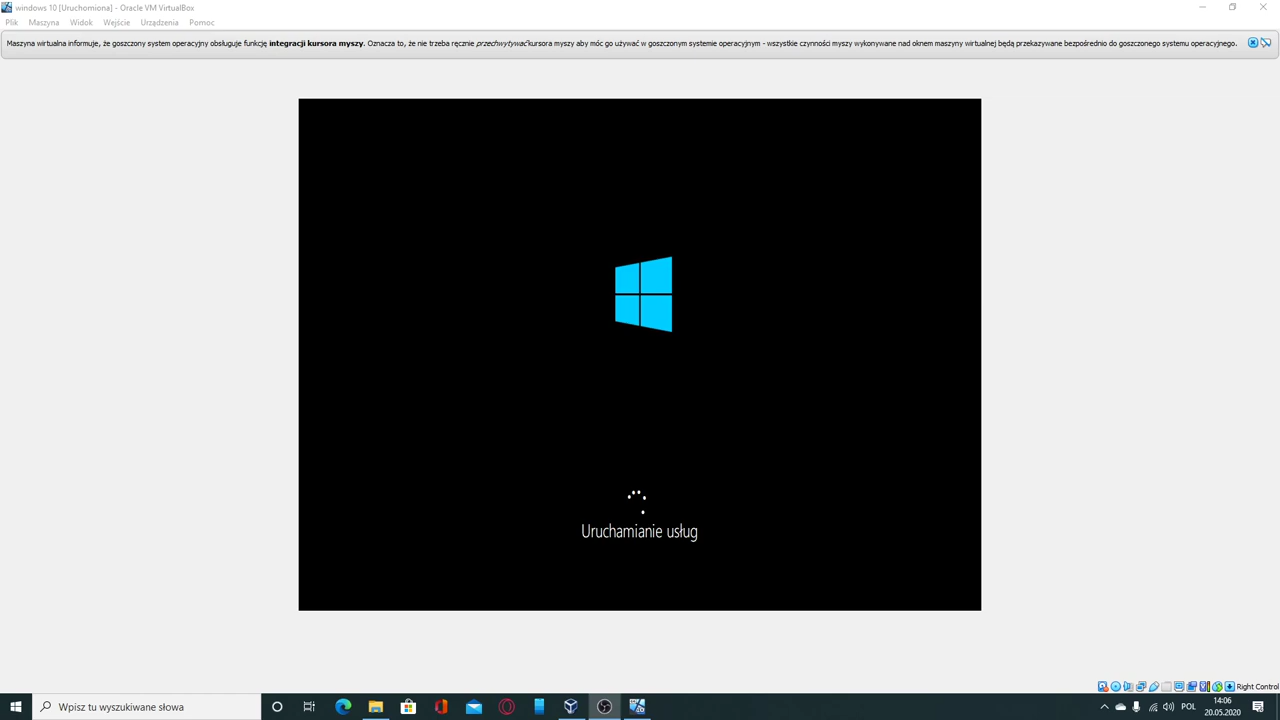 windows 10 [Uruchomiona] - Oracle VM VirtualBox
Plik Maszyna Widok Wejście Urządzenia Pomoc
Maszyna wirtualna informuje, że goszczony system operacyjny obsługuje funkcję integracji kursora myszy. Oznacza to, że nie trzeba ręcznie przechwytywać kursora myszy aby móc go używać w goszczonym systemie operacyjnym - wszystkie czynności myszy wykonywane nad oknem maszyny wirtualnej będą przekazywane bezpośrednio do goszczonego systemu operacyjnego.
Uruchamianie usług
Right Control
Wpisz tu wyszukiwane słowa
POL
14:06
20.05.2020